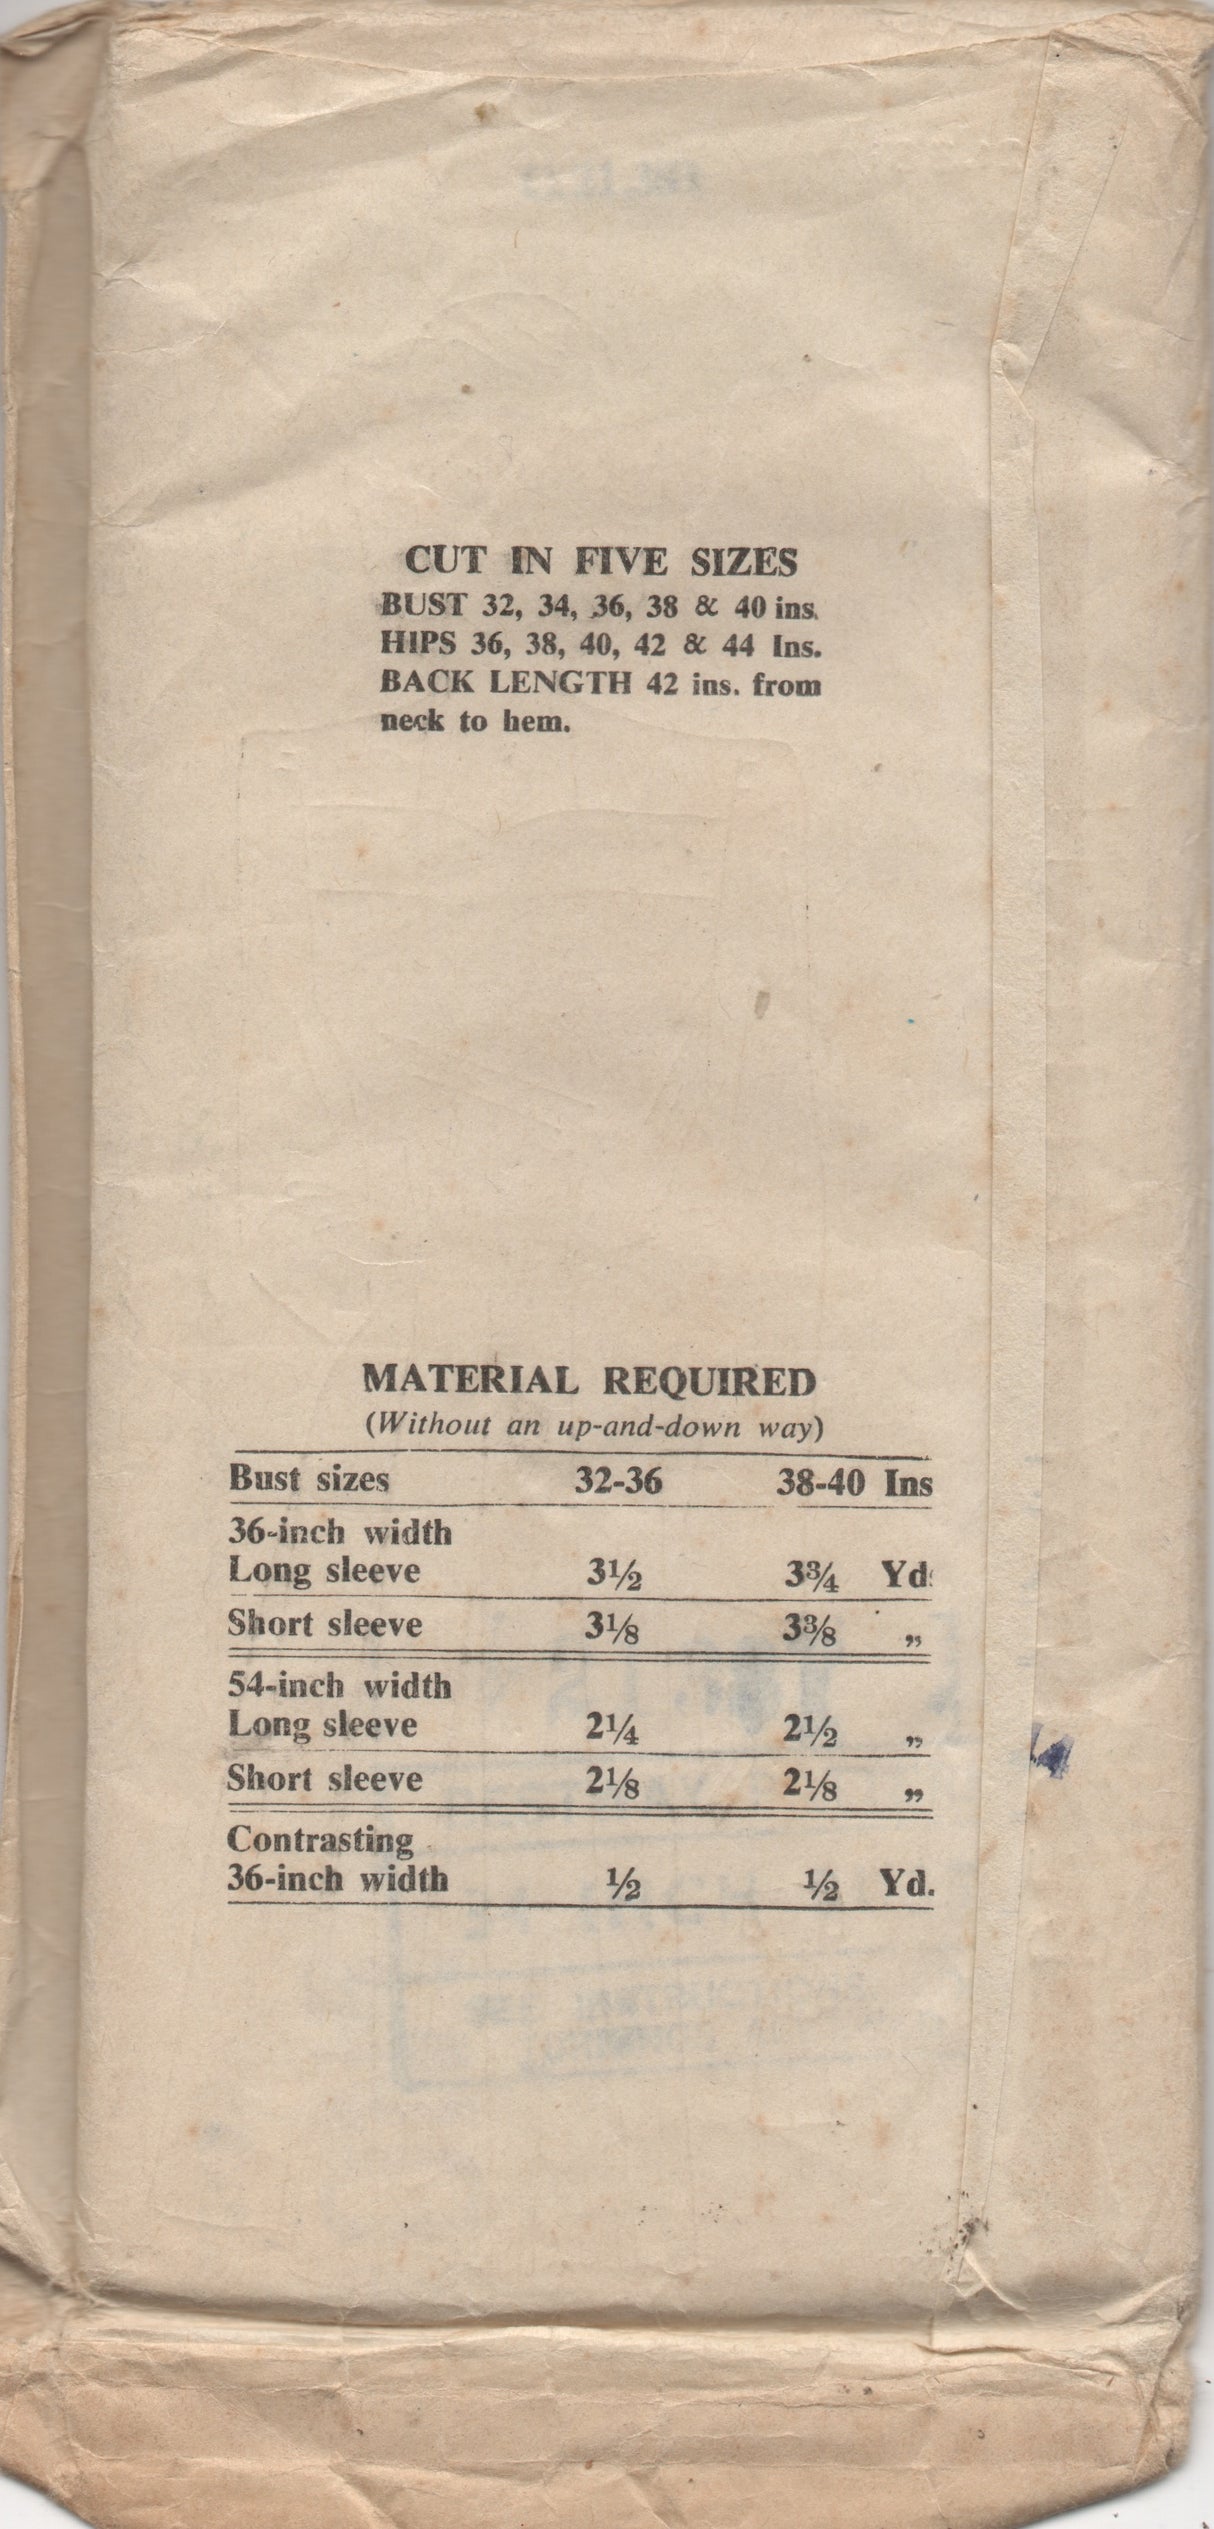 CUT IN FIVE SIZES
BUST 32, 34, 36, 38 & 40 ins.
HIPS 36, 38, 40, 42 & 44 Ins.
BACK LENGTH 42 ins. from
neck to hem.
MATERIAL REQUIRED
(Without an up-and-down way)
Bust sizes 32-36 38-40 Ins
36-inch width
Long sleeve 3½ 3¾ Yds
Short sleeve 3⅛ 3⅜ „
54-inch width
Long sleeve 2¼ 2½ „
Short sleeve 2⅛ 2⅛ „
Contrasting
36-inch width ½ ½ Yd.